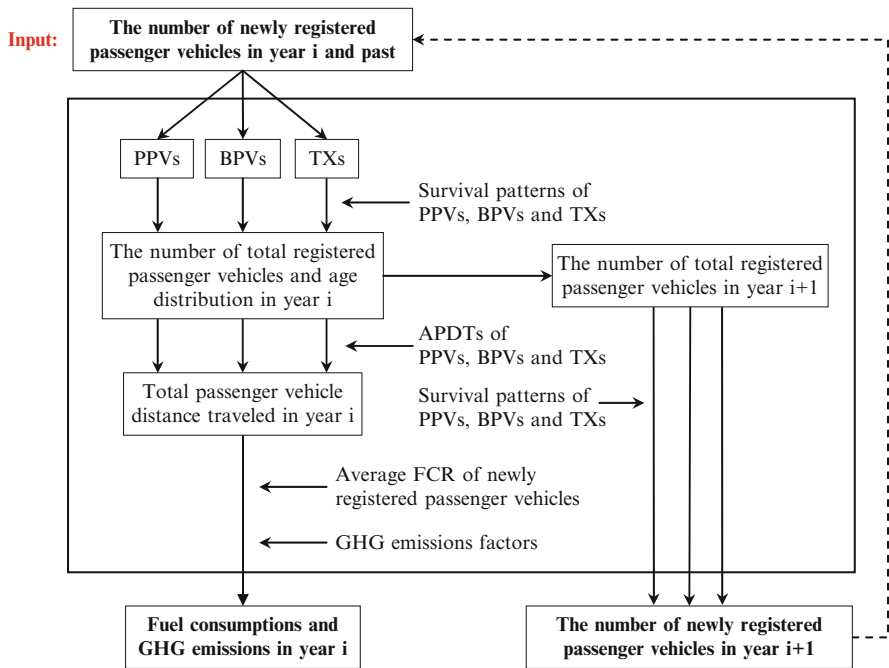 Input:
The number of newly registered
passenger vehicles in year i and past
PPVs
BPVs
TXs
Survival patterns of
PPVs, BPVs and TXs
The number of total registered
passenger vehicles and age
distribution in year i
The number of total registered
passenger vehicles in year i+1
APDTs of
PPVs, BPVs and TXs
Total passenger vehicle
distance traveled in year i
Survival patterns of
PPVs, BPVs and TXs
Average FCR of newly
registered passenger vehicles
GHG emissions factors
Fuel consumptions and
GHG emissions in year i
The number of newly registered
passenger vehicles in year i+1